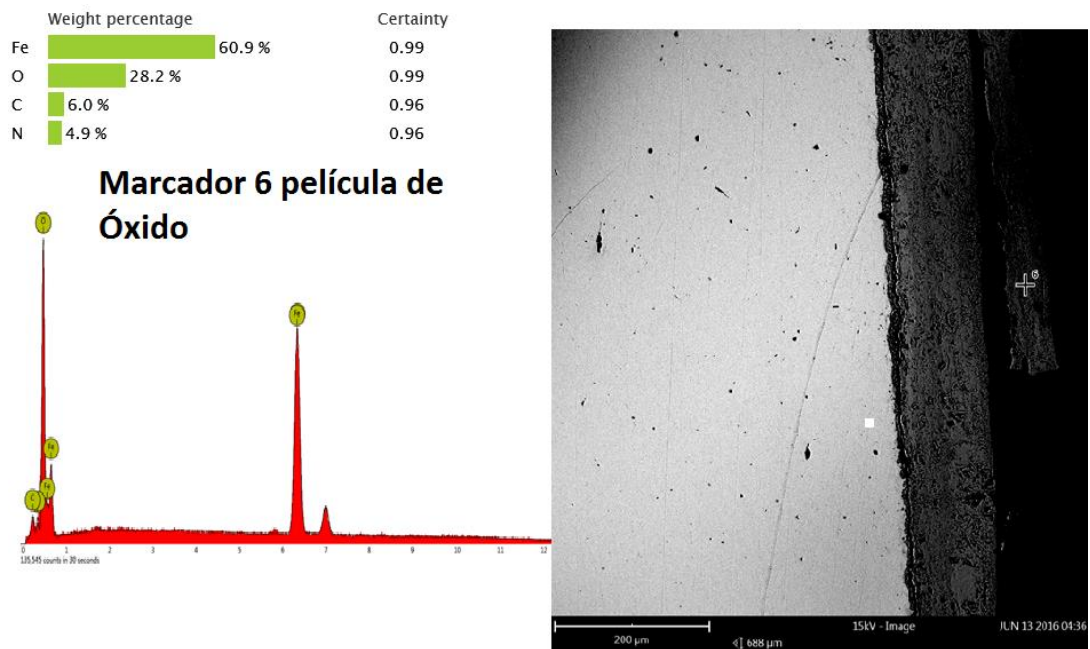 Weight percentage Certainty
Fe 60.9 % 0.99
O 28.2 % 0.99
C 6.0 % 0.96
N 4.9 % 0.96
Marcador 6 película de
Óxido
O
Fe
Fe
Fe
C
0 1 2 3 4 5 6 7 8 9 10 11 12
135,545 counts in 30 seconds
6
200 µm
688 µm
15kV - Image
JUN 13 2016 04:36